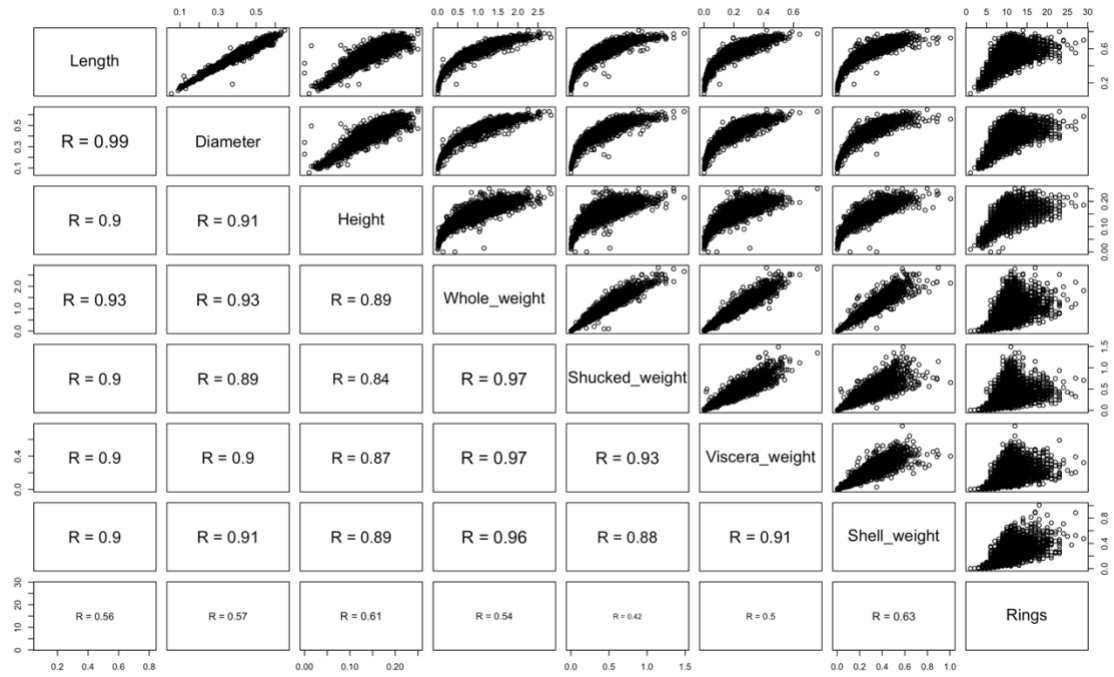 0.1 0.3 0.5 0.0 0.5 1.0 1.5 2.0 2.5 0.0 0.2 0.4 0.6 0 5 10 15 20 25 30
Length 0.2 0.6
0.1 0.3 0.5 R = 0.99 Diameter
R = 0.9 R = 0.91 Height 0.00 0.10 0.20
0.0 1.0 2.0 R = 0.93 R = 0.93 R = 0.89 Whole_weight
R = 0.9 R = 0.89 R = 0.84 R = 0.97 Shucked_weight 0.0 0.5 1.0 1.5
0.0 0.4 R = 0.9 R = 0.9 R = 0.87 R = 0.97 R = 0.93 Viscera_weight
R = 0.9 R = 0.91 R = 0.89 R = 0.96 R = 0.88 R = 0.91 Shell_weight 0.0 0.4 0.8
0 10 20 30 R = 0.56 R = 0.57 R = 0.61 R = 0.54 R = 0.42 R = 0.5 R = 0.63 Rings
0.2 0.4 0.6 0.8 0.00 0.10 0.20 0.0 0.5 1.0 1.5 0.0 0.2 0.4 0.6 0.8 1.0